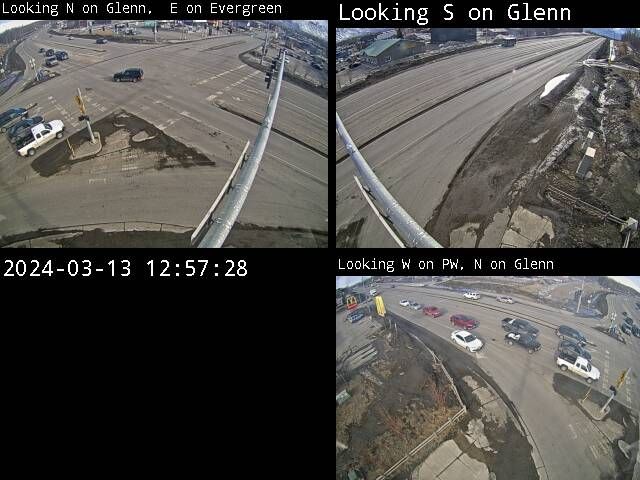 Looking N on Glenn, E on Evergreen
Looking S on Glenn
2024-03-13 12:57:28
Looking W on PW, N on Glenn